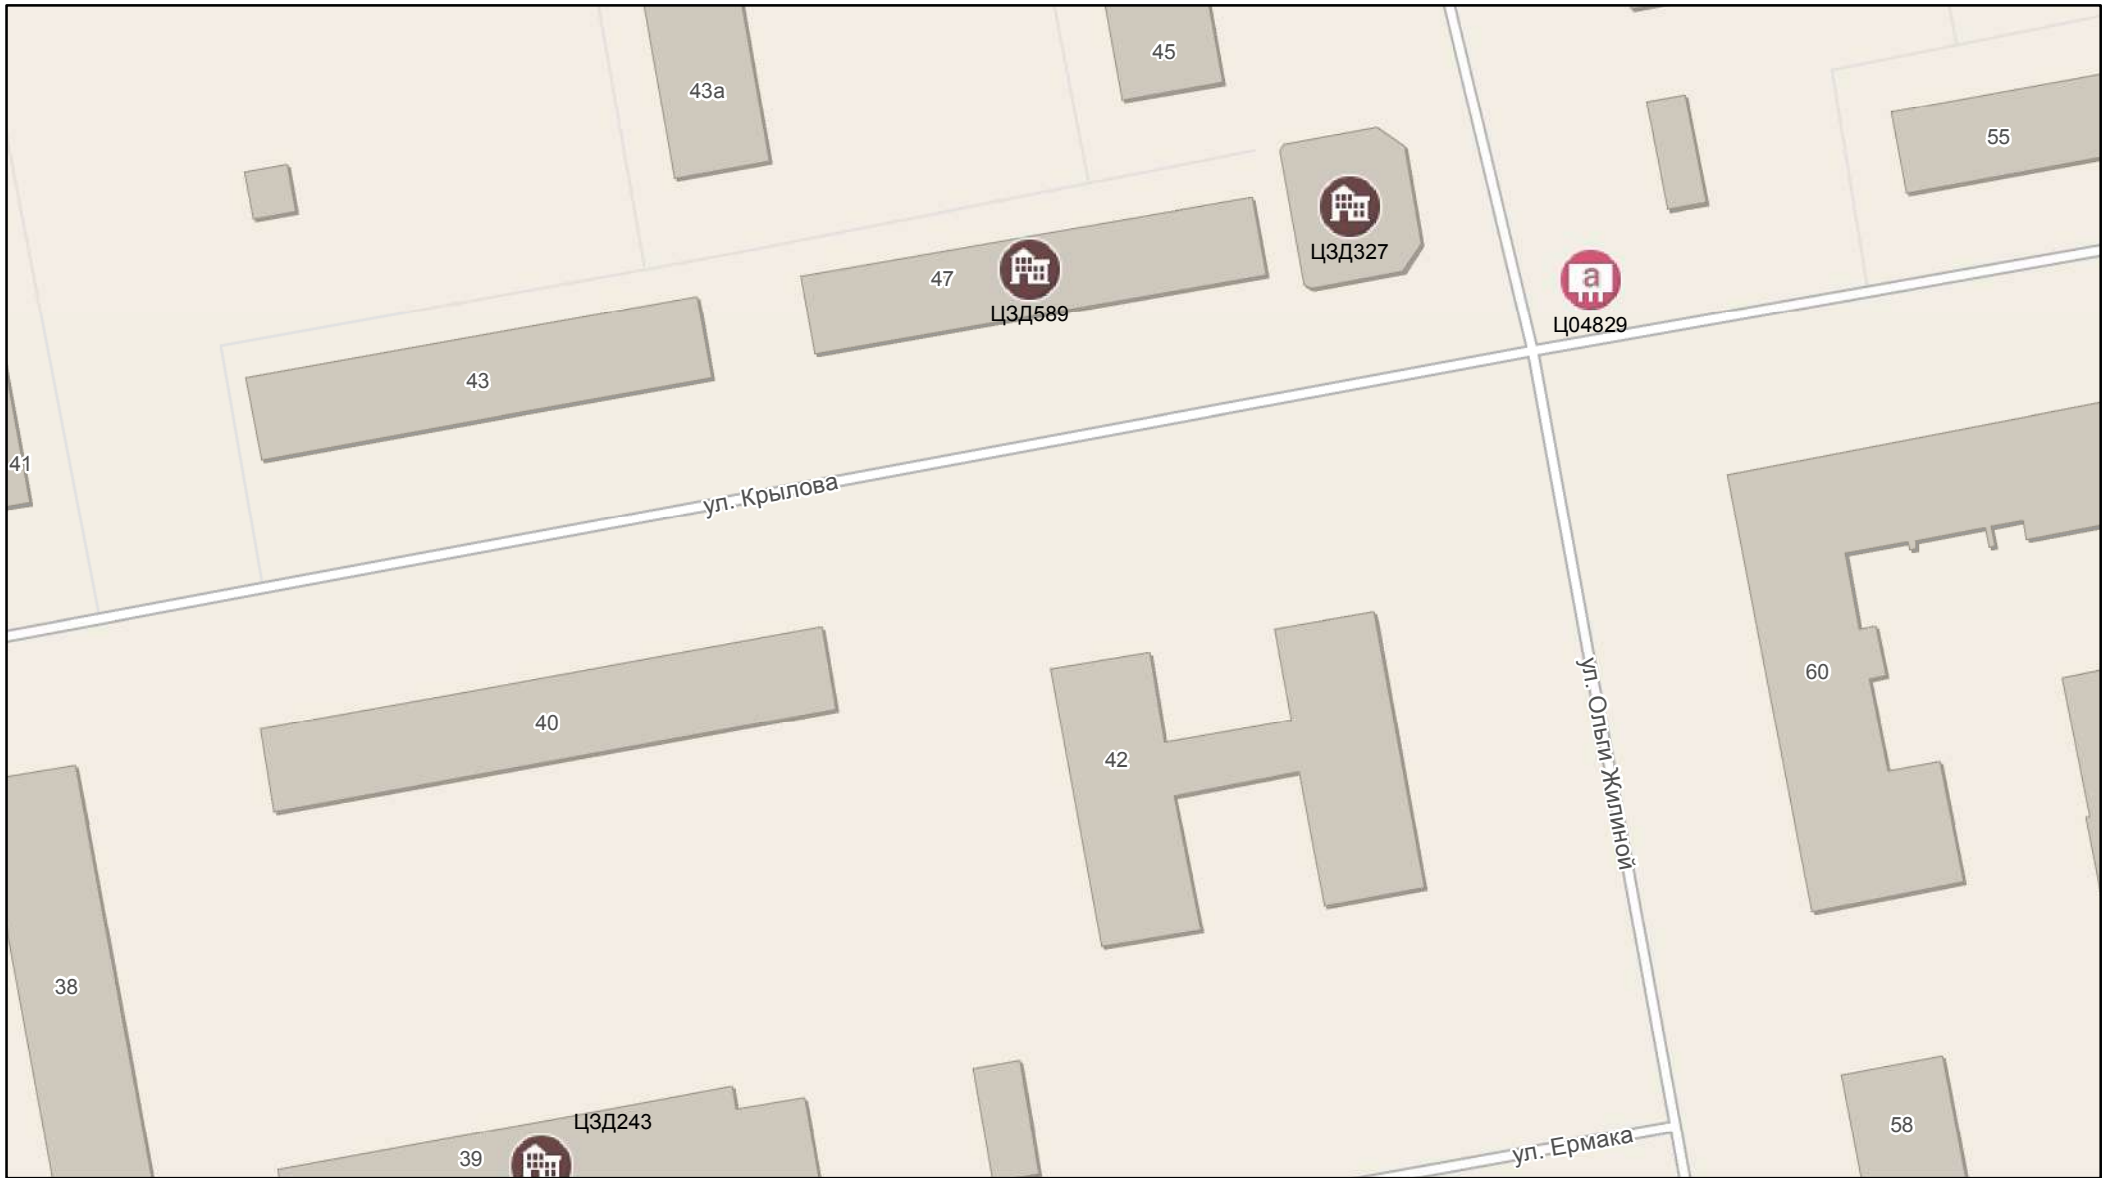 45
43а
55
ЦЗД327
47
а
ЦЗД589
Ц04829
43
41
ул. Крылова
60
40
42
ул. Ольги Жилиной
38
ЦЗД243
58
ул. Ермака
39